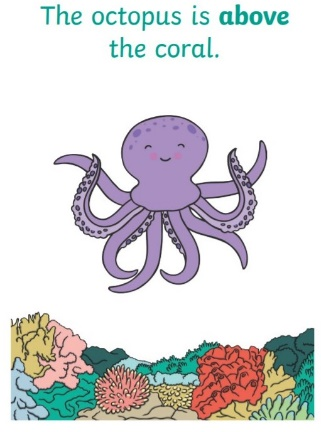 The octopus is above
the coral.